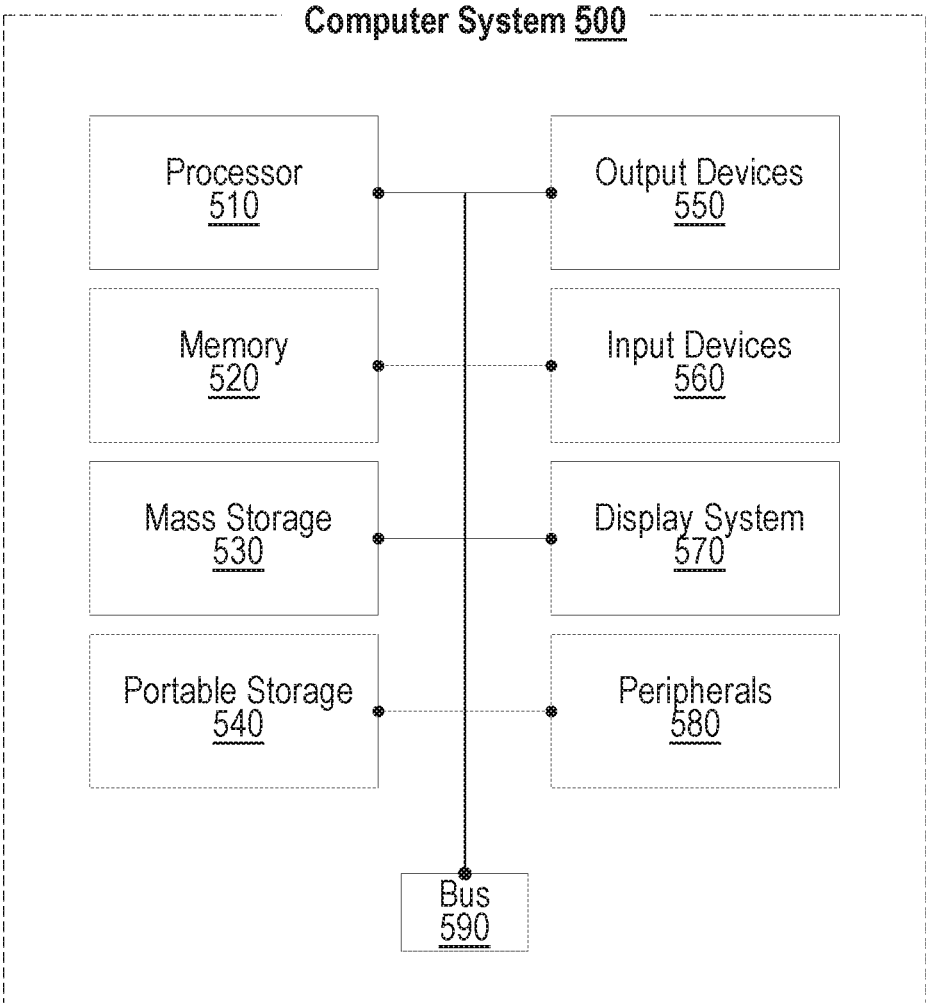 Computer System 500
Processor
510
Output Devices
550
Memory
520
Input Devices
560
Mass Storage
530
Display System
570
Portable Storage
540
Peripherals
580
Bus
590